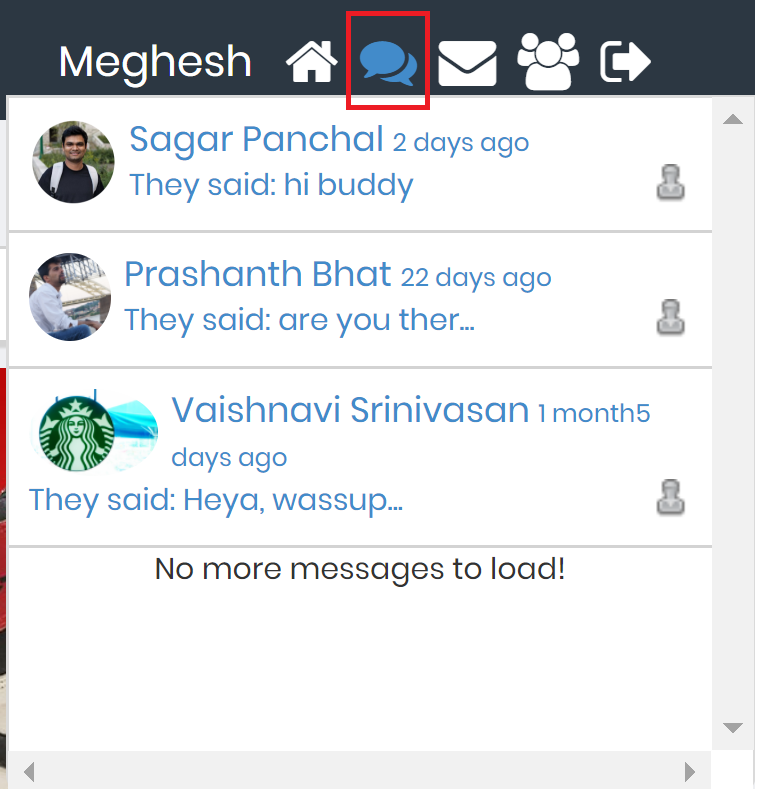 Meghesh
Sagar Panchal 2 days ago
They said: hi buddy
Prashanth Bhat 22 days ago
They said: are you ther...
Vaishnavi Srinivasan 1 month5
days ago
They said: Heya, wassup...
No more messages to load!